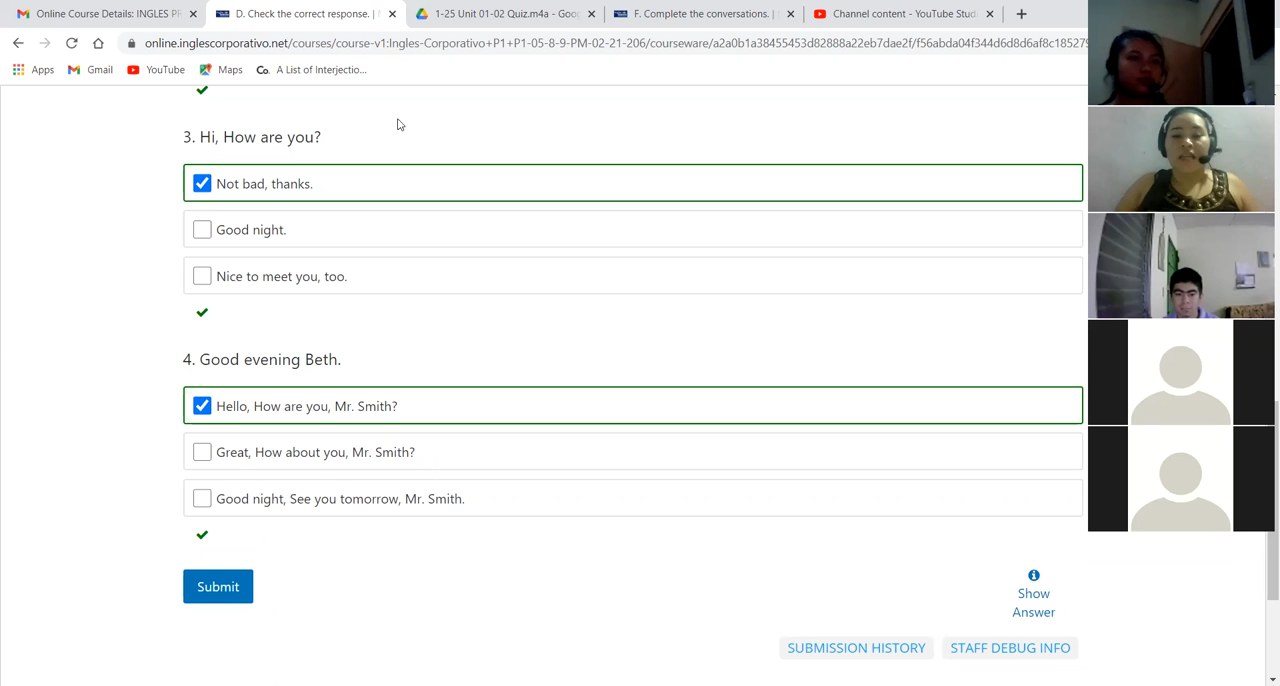 Online Course Details: INGLES PF
D. Check the correct response. |
1-25 Unit 01-02 Quiz.m4a - Goo
F. Complete the conversations. |
Channel content - YouTube Stud
online.inglescorporativo.net/courses/course-v1:Ingles-Corporativo+P1+P1-05-8-9-PM-02-21-206/courseware/a2a0b1a38455453d82888a22eb7dae2f/f56abda04f344d6d8d6af8c185279
Apps
Gmail
YouTube
Maps
Co. A List of Interjectio...
3. Hi, How are you?
Not bad, thanks.
Good night.
Nice to meet you, too.
4. Good evening Beth.
Hello, How are you, Mr. Smith?
Great, How about you, Mr. Smith?
Good night, See you tomorrow, Mr. Smith.
Submit
Show
Answer
SUBMISSION HISTORY
STAFF DEBUG INFO